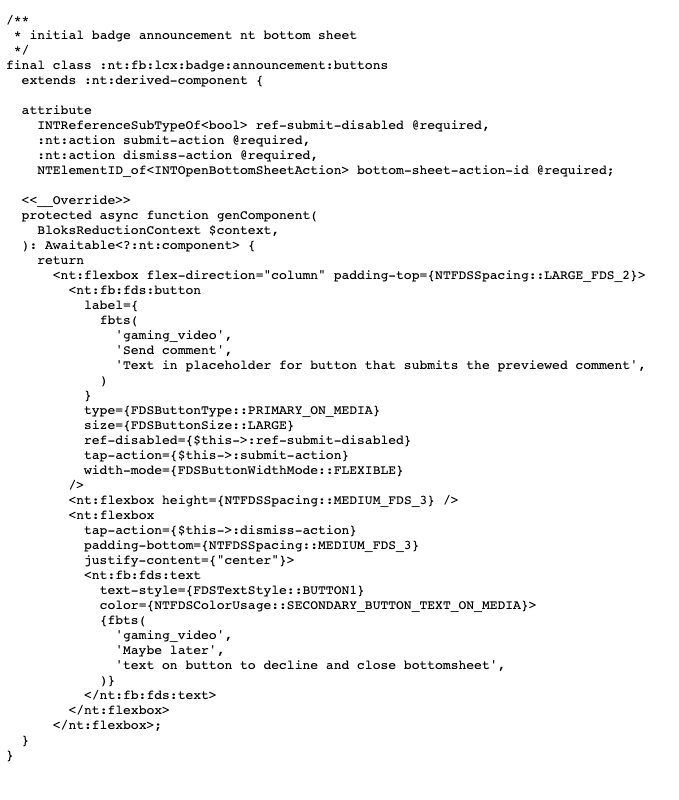 /**
 * initial badge announcement nt bottom sheet
 */
final class :nt:fb:lcx:badge:announcement:buttons
  extends :nt:derived-component {

  attribute
    INTReferenceSubTypeOf<bool> ref-submit-disabled @required,
    :nt:action submit-action @required,
    :nt:action dismiss-action @required,
    NTElementID_of<INTOpenBottomSheetAction> bottom-sheet-action-id @required;

  <<__Override>>
  protected async function genComponent(
    BloksReductionContext $context,
  ): Awaitable<?:nt:component> {
    return
      <nt:flexbox flex-direction="column" padding-top={NTFDSSpacing::LARGE_FDS_2}>
        <nt:fb:fds:button
          label={
            fbts(
              'gaming_video',
              'Send comment',
              'Text in placeholder for button that submits the previewed comment',
            )
          }
          type={FDSButtonType::PRIMARY_ON_MEDIA}
          size={FDSButtonSize::LARGE}
          ref-disabled={$this->:ref-submit-disabled}
          tap-action={$this->:submit-action}
          width-mode={FDSButtonWidthMode::FLEXIBLE}
        />
        <nt:flexbox height={NTFDSSpacing::MEDIUM_FDS_3} />
        <nt:flexbox
          tap-action={$this->:dismiss-action}
          padding-bottom={NTFDSSpacing::MEDIUM_FDS_3}
          justify-content={"center"}>
          <nt:fb:fds:text
            text-style={FDSTextStyle::BUTTON1}
            color={NTFDSColorUsage::SECONDARY_BUTTON_TEXT_ON_MEDIA}>
            {fbts(
              'gaming_video',
              'Maybe later',
              'text on button to decline and close bottomsheet',
            )}
          </nt:fb:fds:text>
        </nt:flexbox>
      </nt:flexbox>;
  }
}